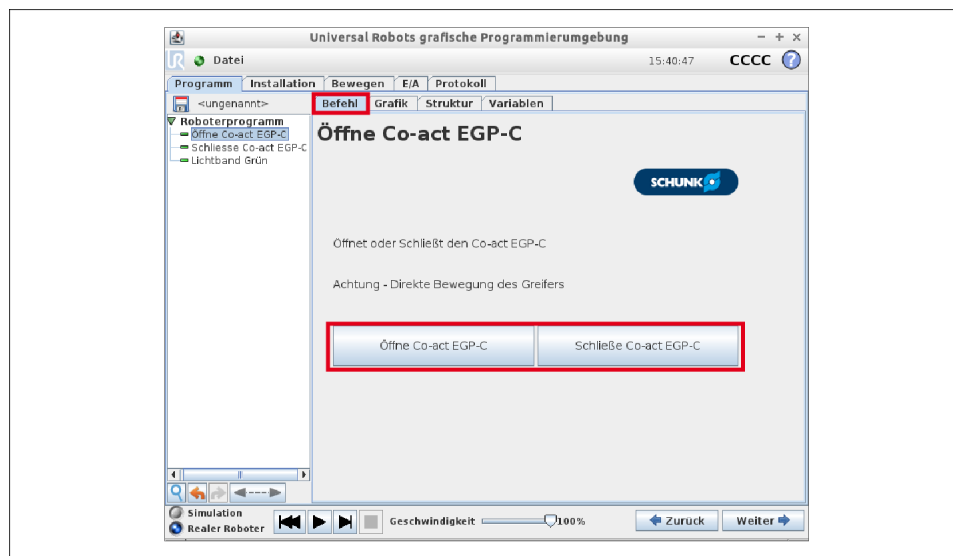 Universal Robots grafische Programmierumgebung
Datei
15:40:47
CCCC
?
Programm Installation Bewegen E/A Protokoll
<ungenannt>
Befehl Grafik Struktur Variablen
Roboterprogramm
Öffne Co-act EGP-C
Schliesse Co-act EGP-C
Lichtband Grün
Öffne Co-act EGP-C
SCHUNK
Öffnet oder Schließt den Co-act EGP-C
Achtung - Direkte Bewegung des Greifers
Öffne Co-act EGP-C
Schließe Co-act EGP-C
Simulation
Realer Roboter
Geschwindigkeit
100%
Zurück
Weiter